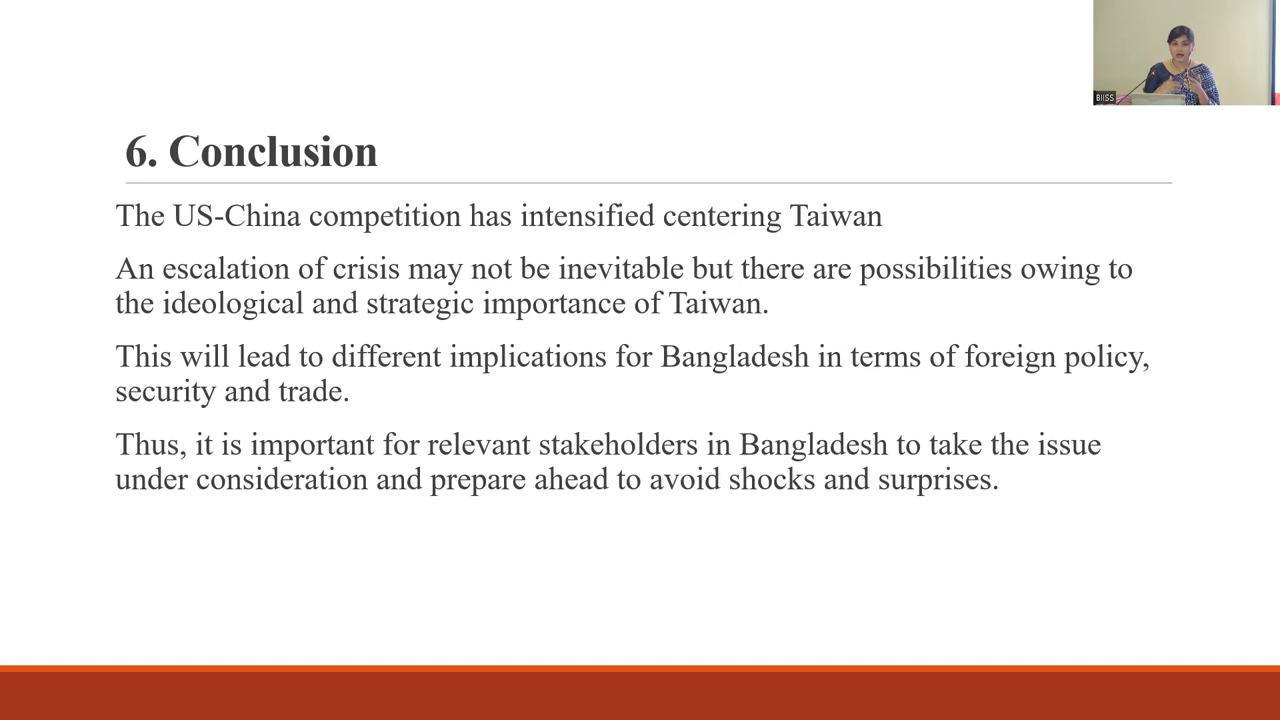 BIISS
6. Conclusion
The US-China competition has intensified centering Taiwan
An escalation of crisis may not be inevitable but there are possibilities owing to
the ideological and strategic importance of Taiwan.
This will lead to different implications for Bangladesh in terms of foreign policy,
security and trade.
Thus, it is important for relevant stakeholders in Bangladesh to take the issue
under consideration and prepare ahead to avoid shocks and surprises.